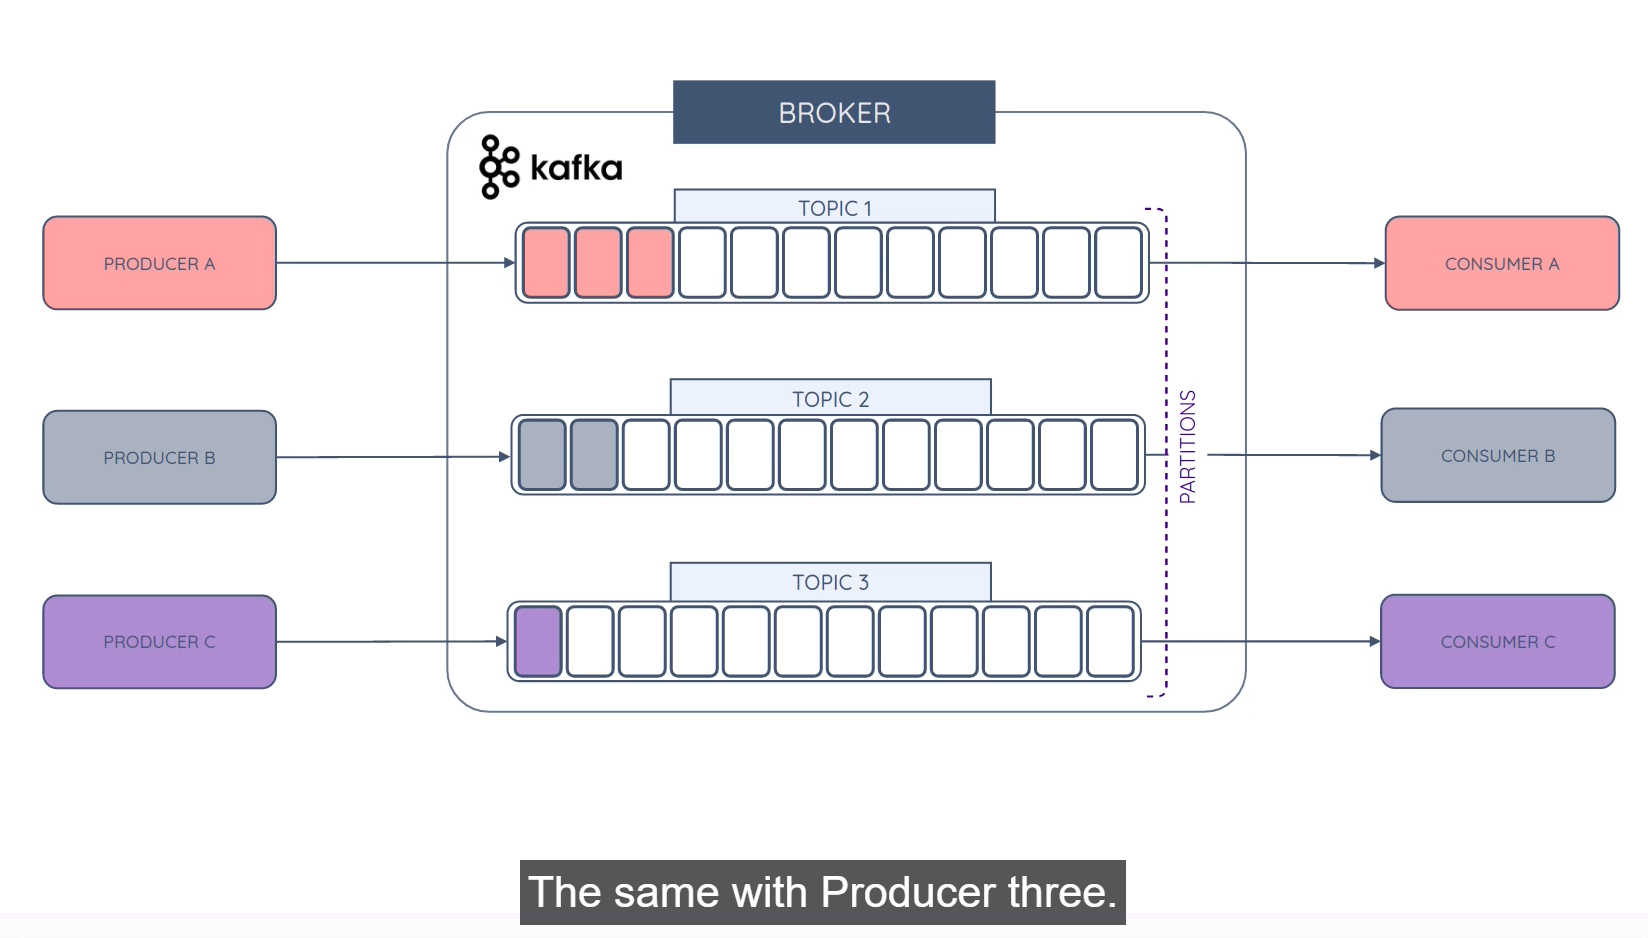 BROKER
kafka
TOPIC 1
PRODUCER A
CONSUMER A
TOPIC 2
PRODUCER B
PARTITIONS
CONSUMER B
TOPIC 3
PRODUCER C
CONSUMER C
The same with Producer three.